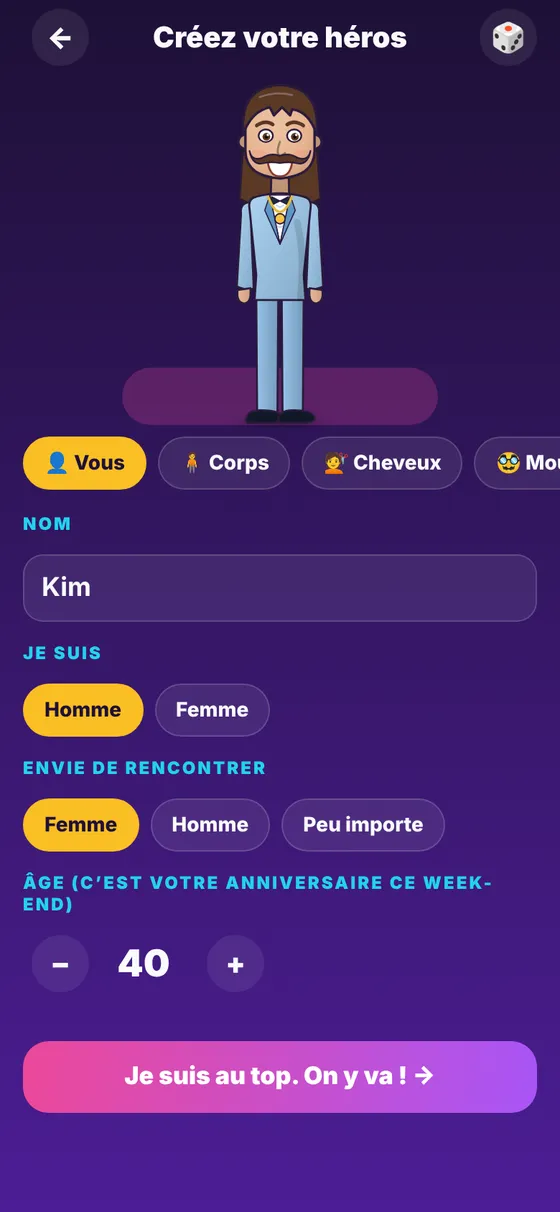 Créez votre héros
Vous
Corps
Cheveux
Mou
NOM
Kim
JE SUIS
Homme
Femme
ENVIE DE RENCONTRER
Femme
Homme
Peu importe
ÂGE (C’EST VOTRE ANNIVERSAIRE CE WEEK-
END)
− 40 +
Je suis au top. On y va ! →